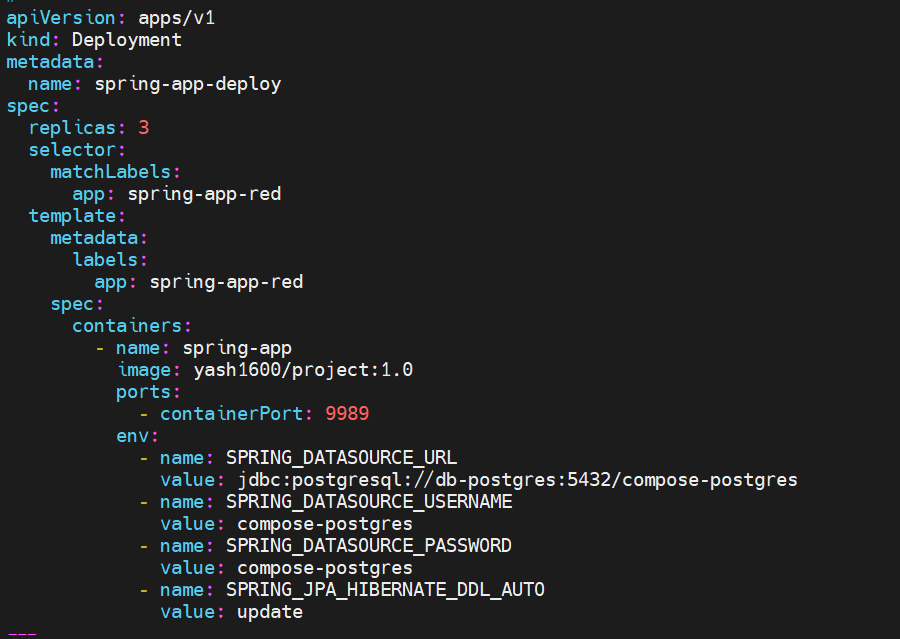 apiVersion: apps/v1
kind: Deployment
metadata:
  name: spring-app-deploy
spec:
  replicas: 3
  selector:
    matchLabels:
      app: spring-app-red
  template:
    metadata:
      labels:
        app: spring-app-red
    spec:
      containers:
        - name: spring-app
          image: yash1600/project:1.0
          ports:
            - containerPort: 9989
          env:
            - name: SPRING_DATASOURCE_URL
              value: jdbc:postgresql://db-postgres:5432/compose-postgres
            - name: SPRING_DATASOURCE_USERNAME
              value: compose-postgres
            - name: SPRING_DATASOURCE_PASSWORD
              value: compose-postgres
            - name: SPRING_JPA_HIBERNATE_DDL_AUTO
              value: update
---